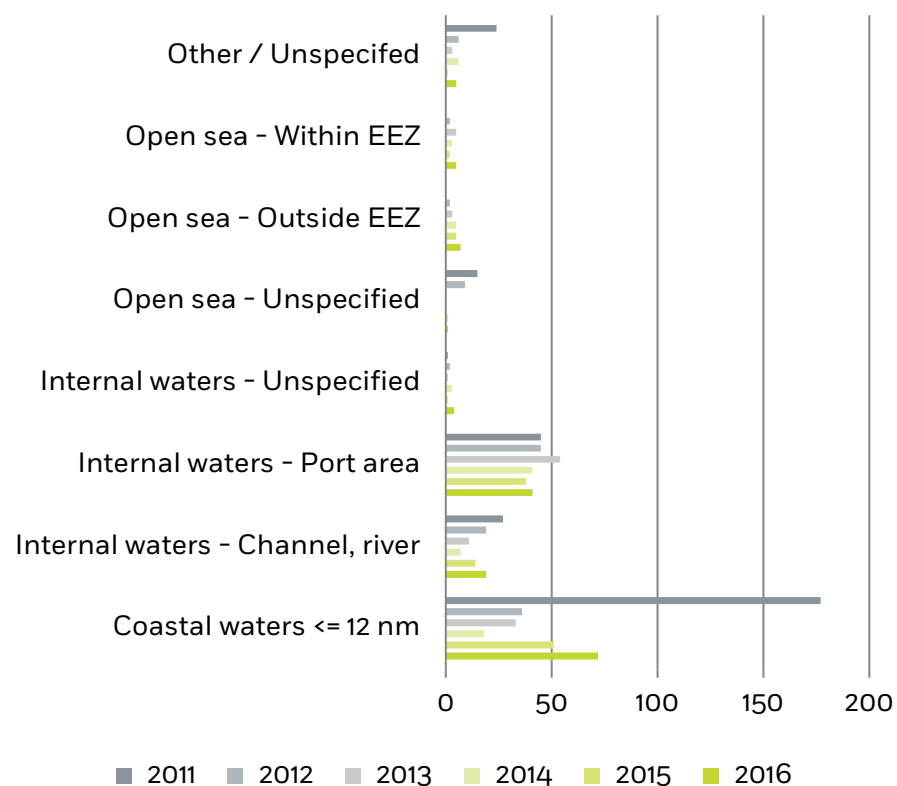 Other / Unspecifed
Open sea - Within EEZ
Open sea - Outside EEZ
Open sea - Unspecified
Internal waters - Unspecified
Internal waters - Port area
Internal waters - Channel, river
Coastal waters <= 12 nm
0 50 100 150 200
2011 2012 2013 2014 2015 2016